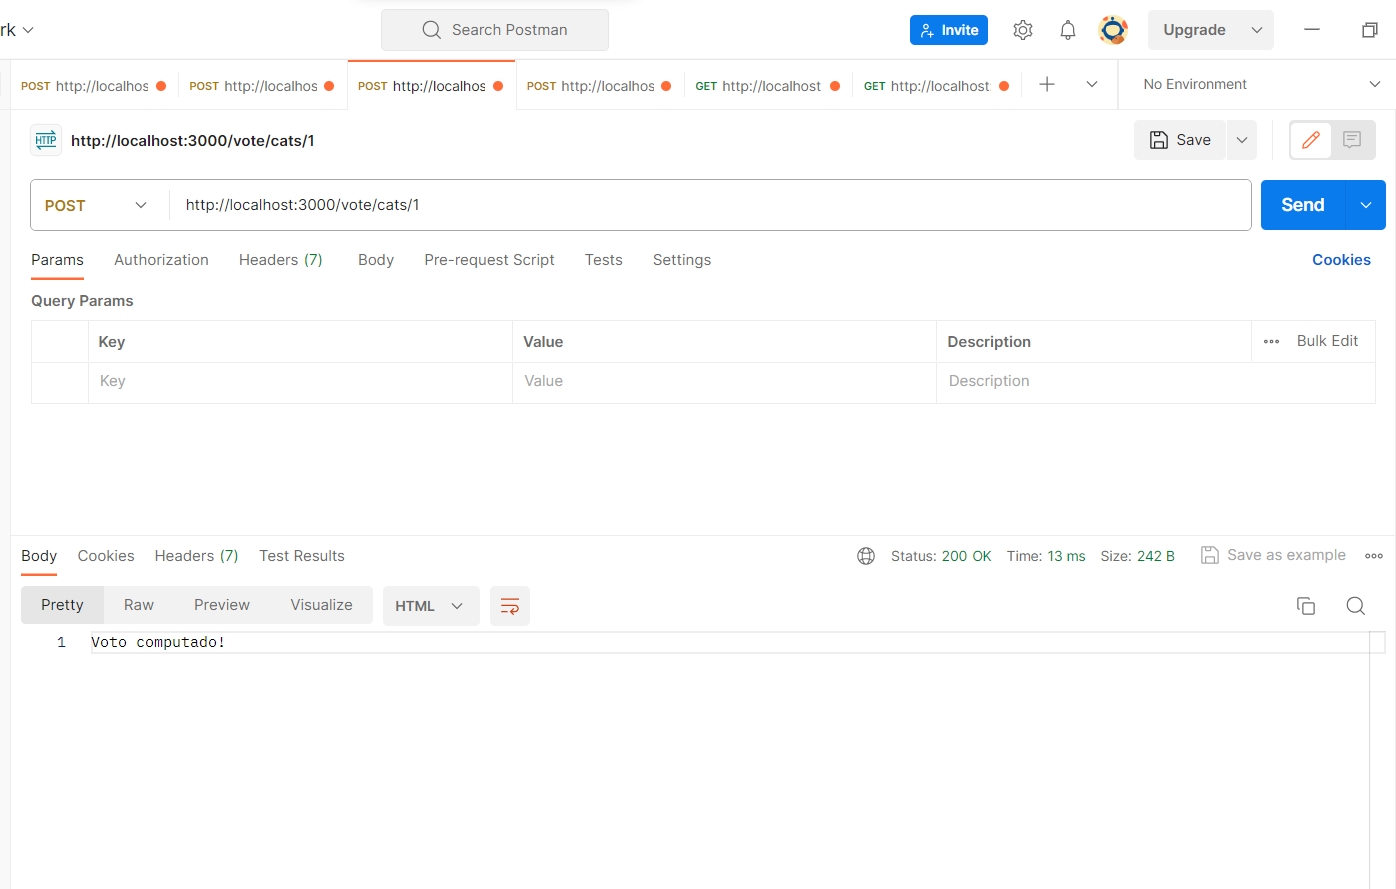 rk
Search Postman
Invite
Upgrade
POST http://localhos
POST http://localhos
POST http://localhos
POST http://localhos
GET http://localhost
GET http://localhost:
No Environment
HTTP http://localhost:3000/vote/cats/1
Save
POST http://localhost:3000/vote/cats/1
Send
Params Authorization Headers (7) Body Pre-request Script Tests Settings Cookies
Query Params
Key Value Description Bulk Edit
Key Value Description
Body Cookies Headers (7) Test Results Status: 200 OK Time: 13 ms Size: 242 B Save as example
Pretty Raw Preview Visualize HTML
1 Voto computado!